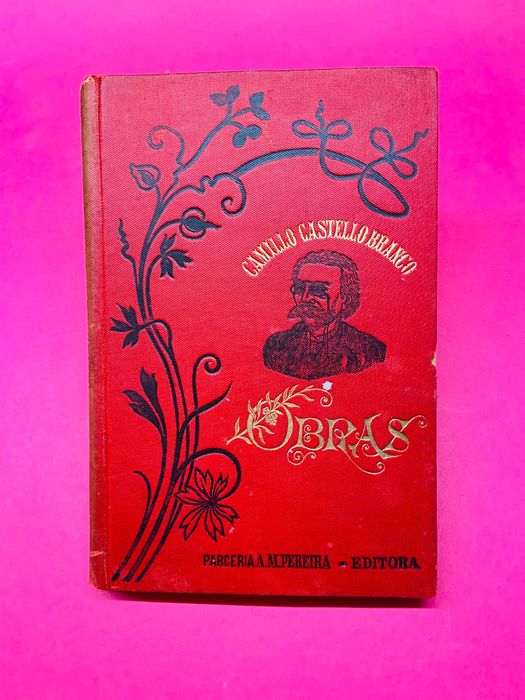 CAMILLO CASTELLO BRANCO
OBRAS
PARCERIA A.M.PEREIRA - EDITORA